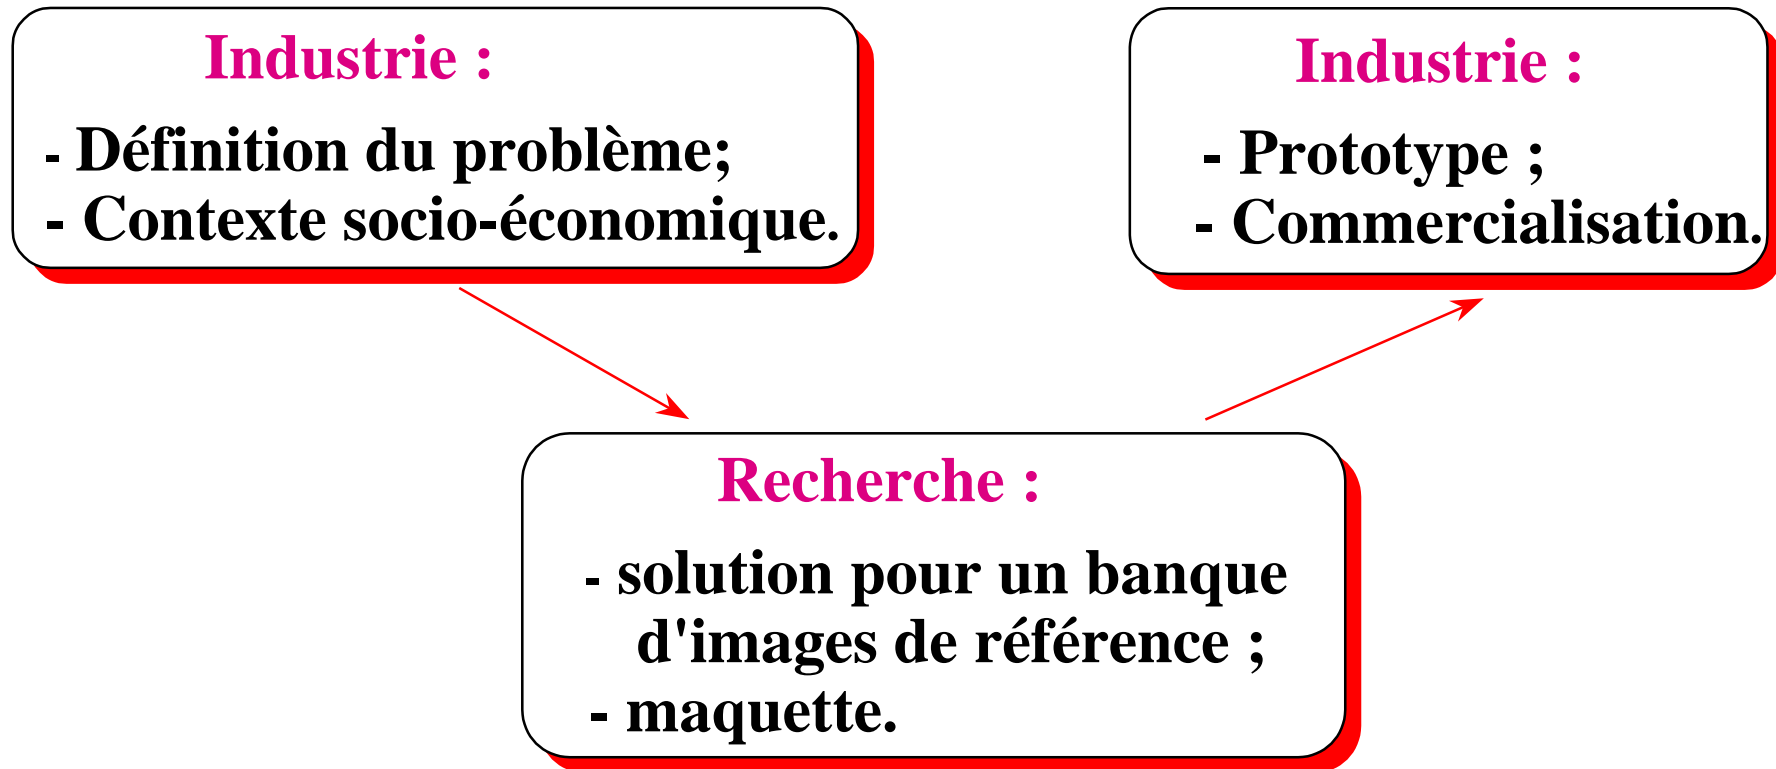 Industrie :
- Définition du problème;
- Contexte socio-économique.
Industrie :
- Prototype ;
- Commercialisation.
Recherche :
- solution pour un banque
d'images de référence ;
- maquette.